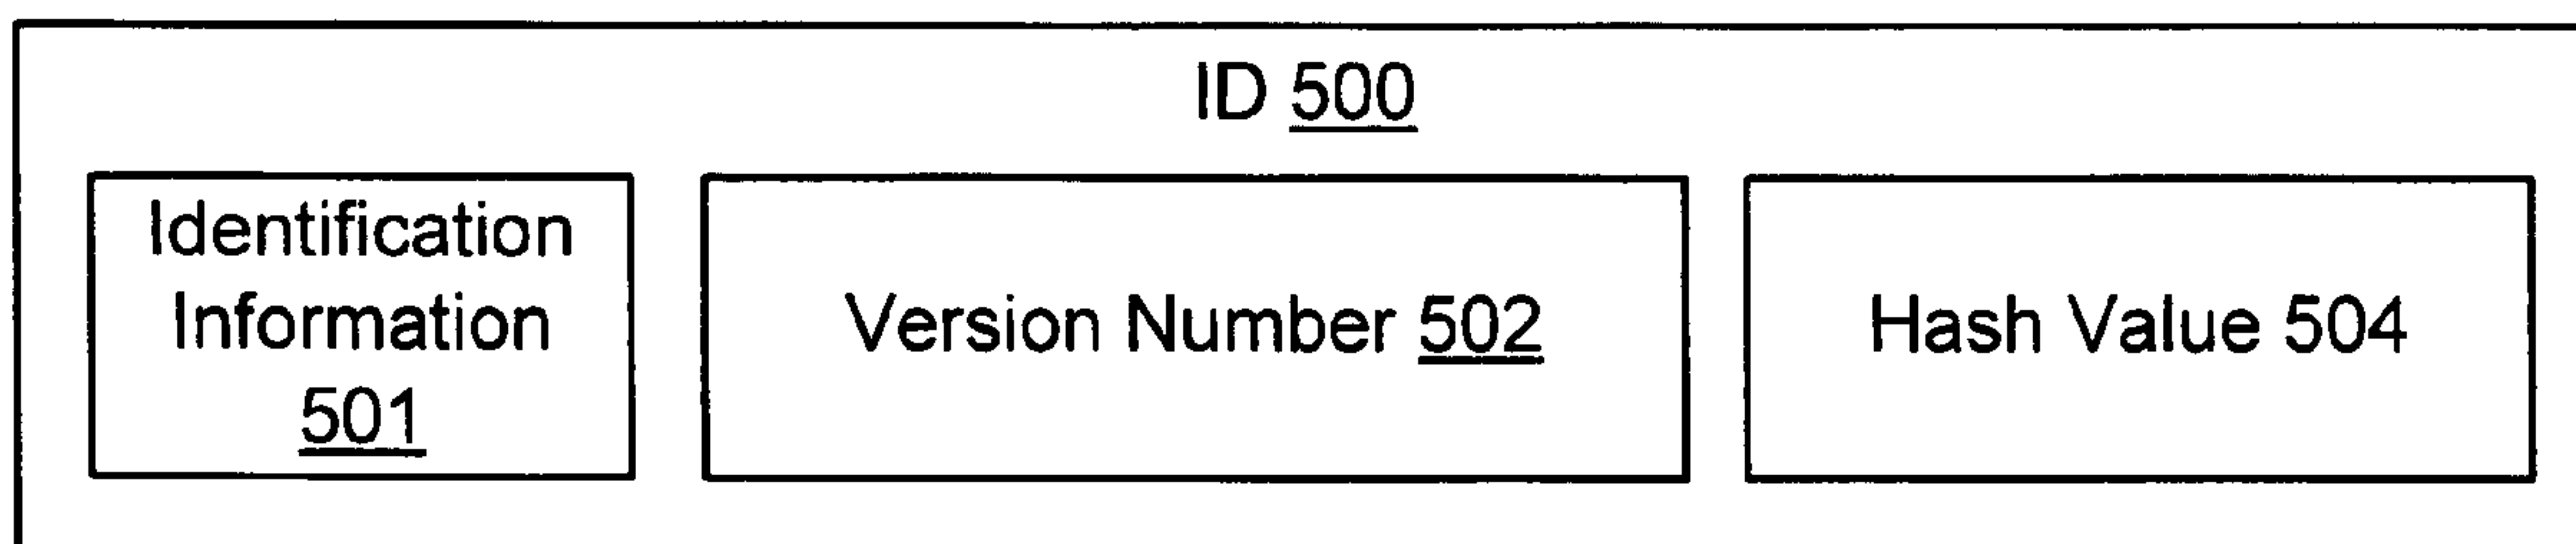 ID 500
Identification
Information
501
Version Number 502
Hash Value 504